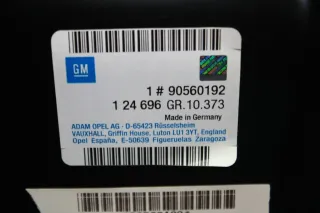 GM
1 # 90560192
1 24 696 GR.10.373
Made in Germany
ADAM OPEL AG · D-65423 Rüsselsheim
VAUXHALL, Griffin House, Luton LU1 3YT, England
Opel España, E-50639 Figueruelas Zaragoza